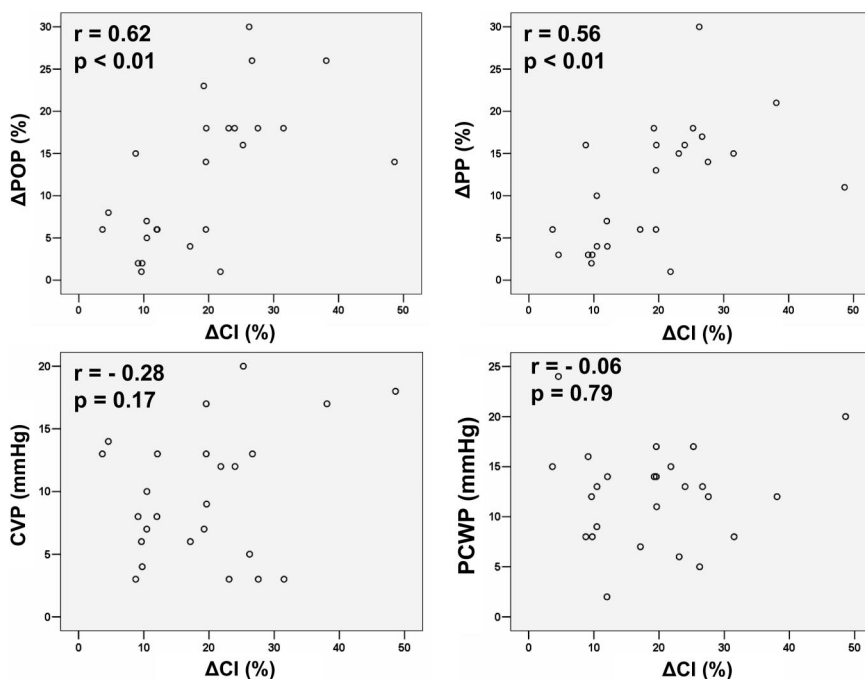 r = 0.62
p < 0.01
30
25
20
15
10
5
0
ΔPOP (%)
0 10 20 30 40 50
ΔCI (%)
r = 0.56
p < 0.01
30
25
20
15
10
5
0
ΔPP (%)
0 10 20 30 40 50
ΔCI (%)
r = - 0.28
p = 0.17
20
15
10
5
0
CVP (mmHg)
0 10 20 30 40 50
ΔCI (%)
r = - 0.06
p = 0.79
25
20
15
10
5
0
PCWP (mmHg)
0 10 20 30 40 50
ΔCI (%)